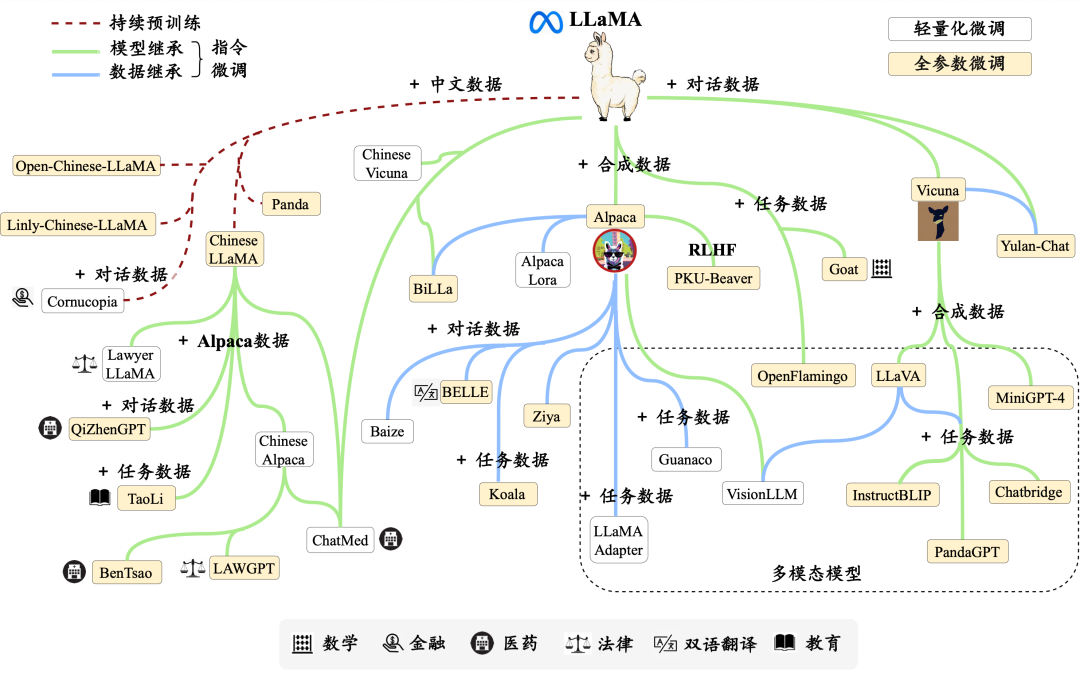 LLaMA
持续预训练
模型继承
数据继承
指令
微调
轻量化微调
全参数微调
+ 中文数据
+ 对话数据
Chinese
Vicuna
+ 合成数据
Open-Chinese-LLaMA
Panda
+ 任务数据
Vicuna
Linly-Chinese-LLaMA
Alpaca
Chinese
LLaMA
RLHF
Yulan-Chat
+ 对话数据
Alpaca
Lora
PKU-Beaver
Goat
BiLLa
Cornucopia
+ 合成数据
+ Alpaca数据
+ 对话数据
Lawyer
LLaMA
OpenFlamingo
LLaVA
BELLE
MiniGPT-4
+ 对话数据
Ziya
+ 任务数据
QiZhenGPT
Baize
+ 任务数据
Chinese
Alpaca
Guanaco
+ 任务数据
+ 任务数据
Koala
VisionLLM
InstructBLIP
Chatbridge
TaoLi
+ 任务数据
ChatMed
LLaMA
Adapter
PandaGPT
BenTsao
LAWGPT
多模态模型
数学
金融
医药
法律
双语翻译
教育